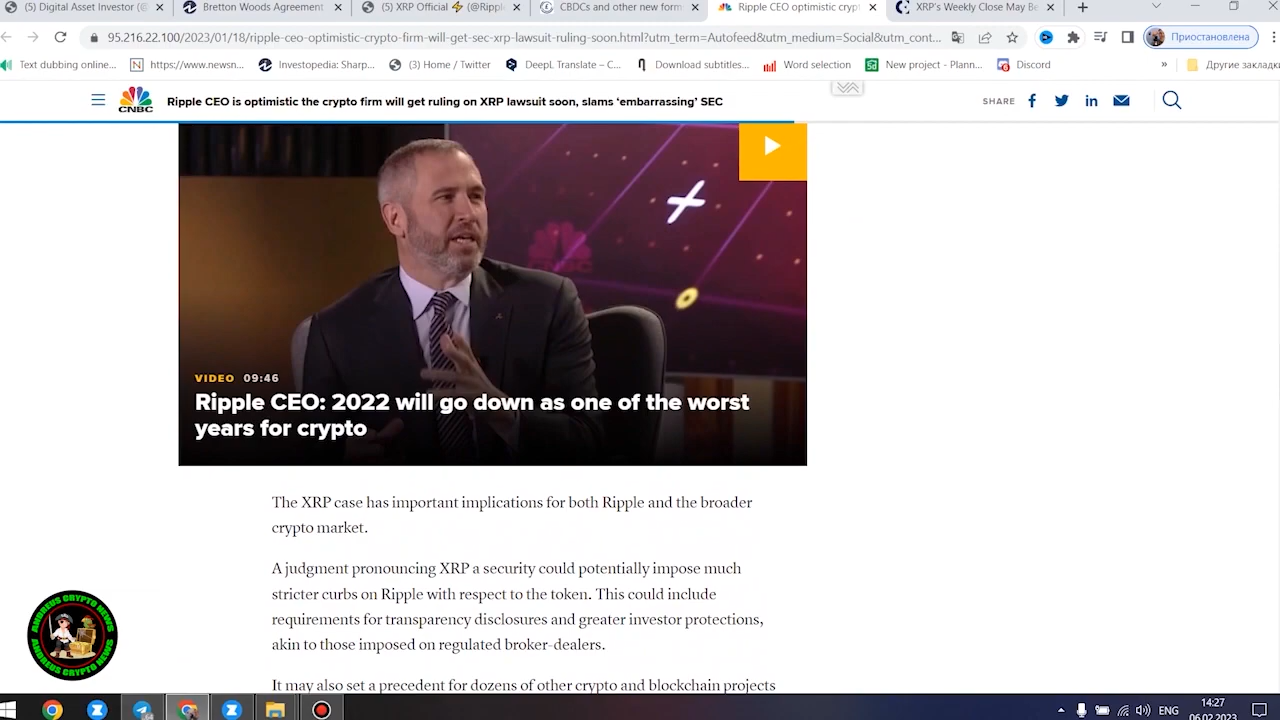 (5) Digital Asset Investor (@
Bretton Woods Agreement
(5) XRP Official ⚡ (@Rippl
CBDCs and other new form
Ripple CEO optimistic crypt
XRP's Weekly Close May Be
95.216.22.100/2023/01/18/ripple-ceo-optimistic-crypto-firm-will-get-sec-xrp-lawsuit-ruling-soon.html?utm_term=Autofeed&utm_medium=Social&utm_cont...
Приостановлена
Text dubbing online...
https://www.newsn...
Investopedia: Sharp...
(3) Home / Twitter
DeepL Translate – C...
Download subtitles...
Word selection
New project - Plann...
Discord
»
Другие закладки
CNBC
Ripple CEO is optimistic the crypto firm will get ruling on XRP lawsuit soon, slams ‘embarrassing’ SEC
SHARE
VIDEO 09:46
Ripple CEO: 2022 will go down as one of the worst
years for crypto
The XRP case has important implications for both Ripple and the broader
crypto market.
A judgment pronouncing XRP a security could potentially impose much
stricter curbs on Ripple with respect to the token. This could include
requirements for transparency disclosures and greater investor protections,
akin to those imposed on regulated broker-dealers.
It may also set a precedent for dozens of other crypto and blockchain projects
ANDREUS CRYPTO NEWS
ANDREUS CRYPTO NEWS
14:27
ENG
06.02.2023